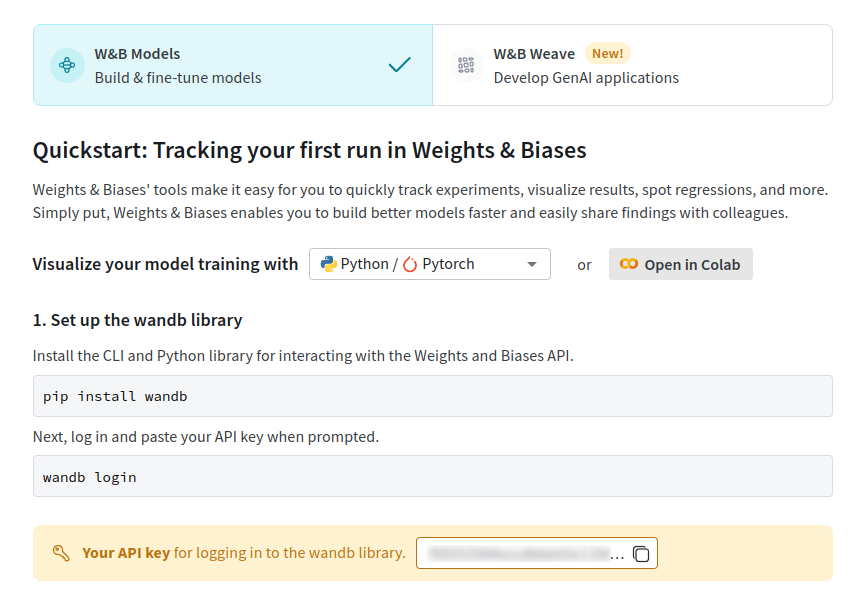 W&B Models
Build & fine-tune models
W&B Weave New!
Develop GenAI applications
Quickstart: Tracking your first run in Weights & Biases
Weights & Biases' tools make it easy for you to quickly track experiments, visualize results, spot regressions, and more.
Simply put, Weights & Biases enables you to build better models faster and easily share findings with colleagues.
Visualize your model training with Python / Pytorch or Open in Colab
1. Set up the wandb library
Install the CLI and Python library for interacting with the Weights and Biases API.
pip install wandb
Next, log in and paste your API key when prompted.
wandb login
Your API key for logging in to the wandb library. ...